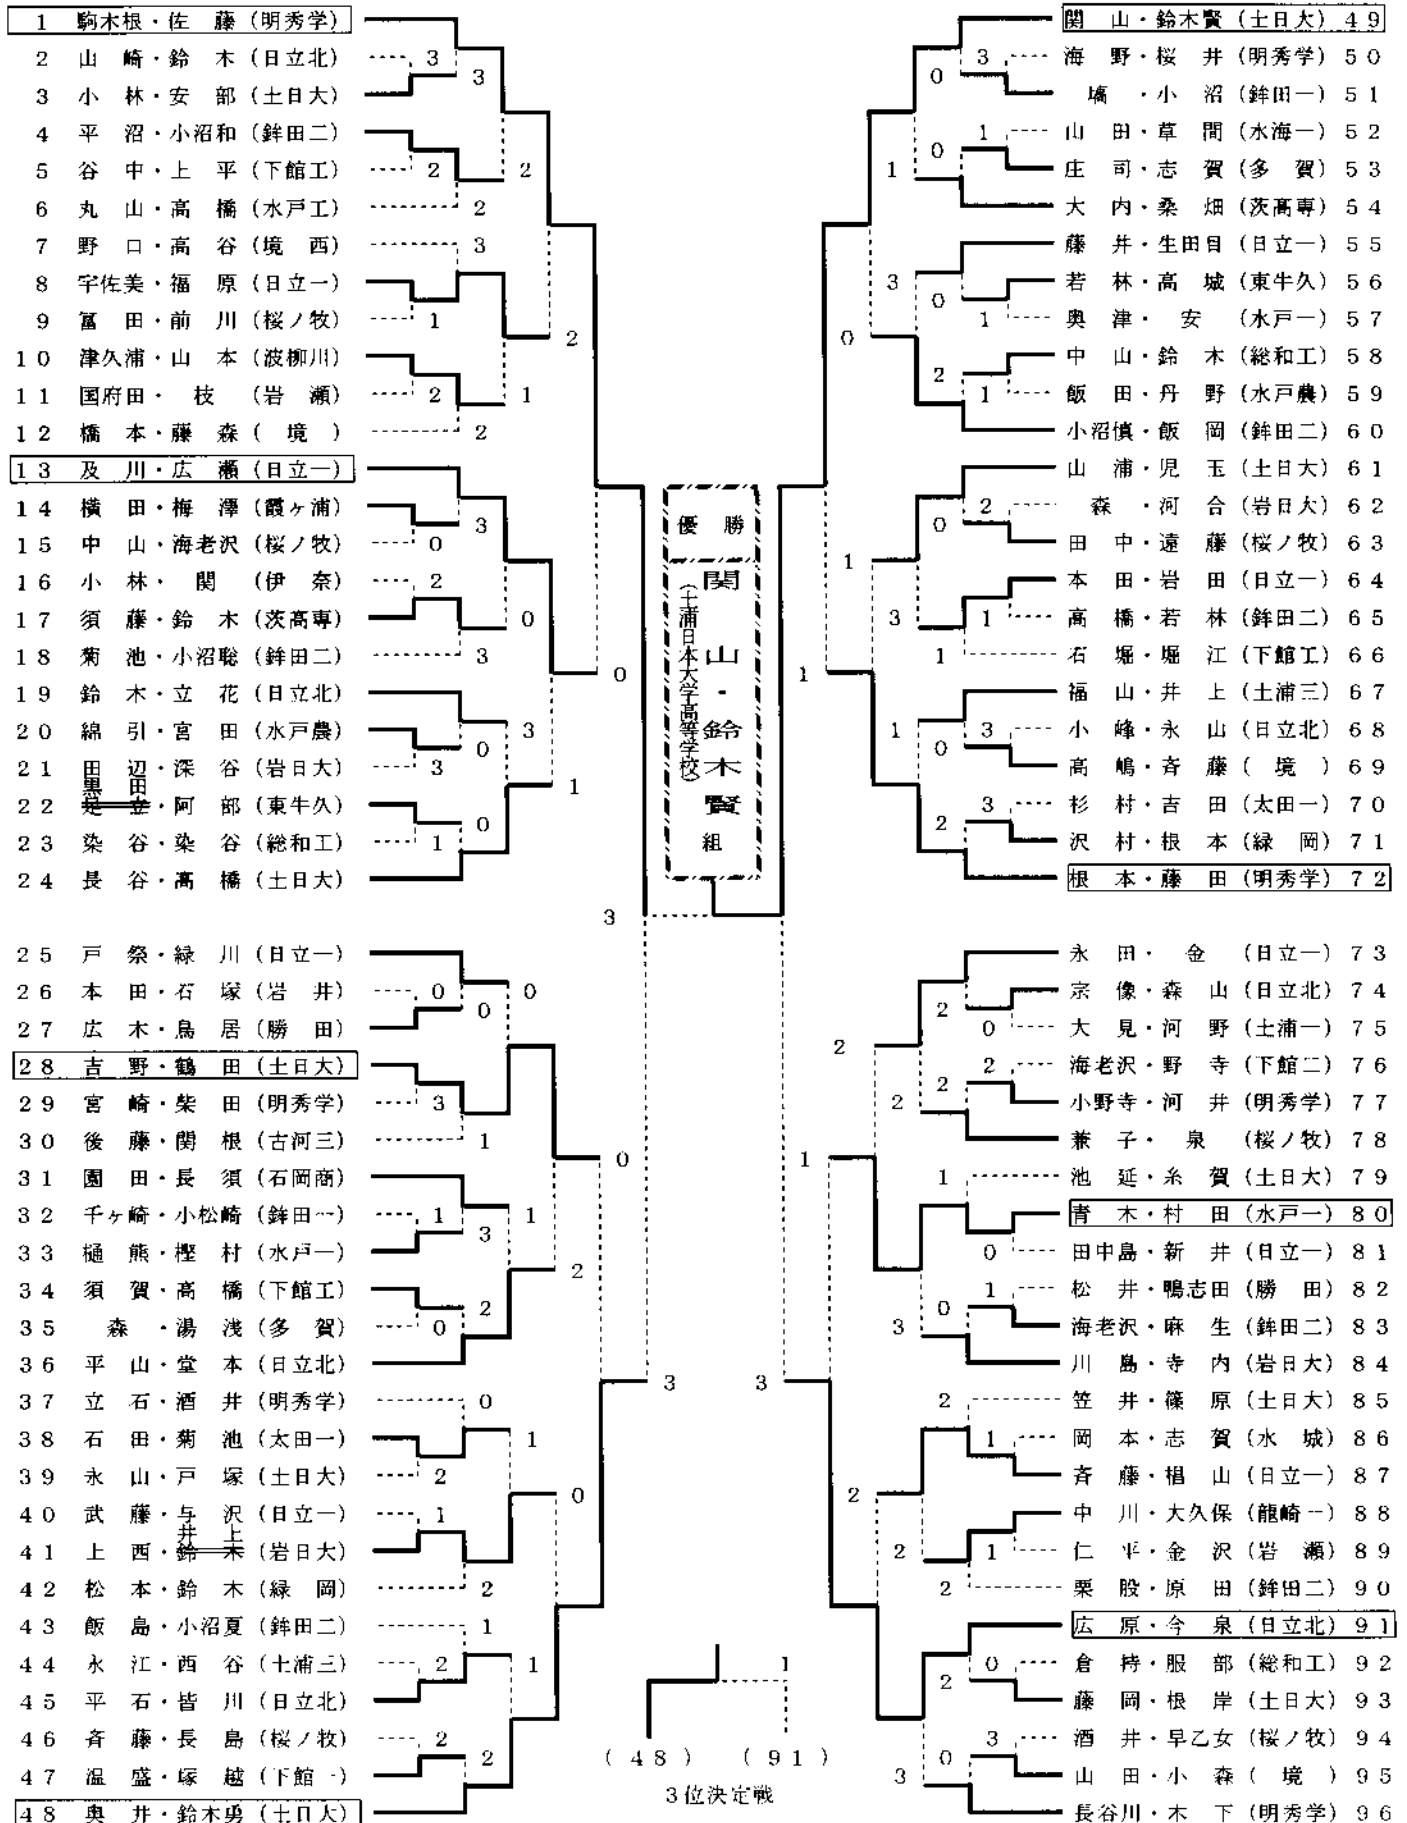 1 駒木根・佐 藤 (明秀学)
2 山 崎・鈴 木 (日立北)
3 小 林・安 部 (土日大)
4 平 沼・小沼和 (鉾田二)
5 谷 中・上 平 (下館工)
6 丸 山・高 橋 (水戸工)
7 野 口・高 谷 (境 西)
8 宇佐美・福 原 (日立一)
9 冨 田・前 川 (桜ノ牧)
10 津久浦・山 本 (波柳川)
11 国府田・ 枝 (岩 瀬)
12 橋 本・藤 森 ( 境 )
13 及 川・広 瀬 (日立一)
14 横 田・梅 澤 (霞ヶ浦)
15 中 山・海老沢 (桜ノ牧)
16 小 林・ 関 (伊 奈)
17 須 藤・鈴 木 (茨高専)
18 菊 池・小沼聡 (鉾田二)
19 鈴 木・立 花 (日立北)
20 綿 引・宮 田 (水戸農)
21 田 辺・深 谷 (岩日大)
黒 田
22 足 立・阿 部 (東牛久)
23 染 谷・染 谷 (総和工)
24 長 谷・高 橋 (土日大)
25 戸 祭・緑 川 (日立一)
26 本 田・石 塚 (岩 井)
27 広 木・鳥 居 (勝 田)
28 吉 野・鶴 田 (土日大)
29 宮 崎・柴 田 (明秀学)
30 後 藤・関 根 (古河三)
31 園 田・長 須 (石岡商)
32 千ヶ崎・小松崎 (鉾田一)
33 樋 熊・樫 村 (水戸一)
34 須 賀・高 橋 (下館工)
35 森 ・湯 浅 (多 賀)
36 平 山・堂 本 (日立北)
37 立 石・酒 井 (明秀学)
38 石 田・菊 池 (太田一)
39 永 山・戸 塚 (土日大)
40 武 藤・与 沢 (日立一)
井 上
41 上 西・鈴 木 (岩日大)
42 松 本・鈴 木 (緑 岡)
43 飯 島・小沼夏 (鉾田二)
44 永 江・西 谷 (土浦三)
45 平 石・皆 川 (日立北)
46 斉 藤・長 島 (桜ノ牧)
47 温 盛・塚 越 (下館一)
48 奥 井・鈴木勇 (土日大)
優 勝
関 山・鈴木賢 組
(土浦日本大学高等学校)
関 山・鈴木賢 (土日大) 49
海 野・桜 井 (明秀学) 50
塙 ・小 沼 (鉾田一) 51
山 田・草 間 (水海一) 52
庄 司・志 賀 (多 賀) 53
大 内・桑 畑 (茨高専) 54
藤 井・生田目 (日立一) 55
若 林・高 城 (東牛久) 56
奥 津・ 安 (水戸一) 57
中 山・鈴 木 (総和工) 58
飯 田・丹 野 (水戸農) 59
小沼慎・飯 岡 (鉾田二) 60
山 浦・児 玉 (土日大) 61
森 ・河 合 (岩日大) 62
田 中・遠 藤 (桜ノ牧) 63
本 田・岩 田 (日立一) 64
高 橋・若 林 (鉾田二) 65
石 堀・堀 江 (下館工) 66
福 山・井 上 (土浦三) 67
小 峰・永 山 (日立北) 68
高 嶋・斉 藤 ( 境 ) 69
杉 村・吉 田 (太田一) 70
沢 村・根 本 (緑 岡) 71
根 本・藤 田 (明秀学) 72
永 田・ 金 (日立一) 73
宗 像・森 山 (日立北) 74
大 見・河 野 (土浦一) 75
海老沢・野 寺 (下館二) 76
小野寺・河 井 (明秀学) 77
兼 子・ 泉 (桜ノ牧) 78
池 延・糸 賀 (土日大) 79
青 木・村 田 (水戸一) 80
田中島・新 井 (日立一) 81
松 井・鴨志田 (勝 田) 82
海老沢・麻 生 (鉾田二) 83
川 島・寺 内 (岩日大) 84
笠 井・篠 原 (土日大) 85
岡 本・志 賀 (水 城) 86
斉 藤・椙 山 (日立一) 87
中 川・大久保 (龍崎一) 88
仁 平・金 沢 (岩 瀬) 89
栗 股・原 田 (鉾田二) 90
広 原・今 泉 (日立北) 91
倉 持・服 部 (総和工) 92
藤 岡・根 岸 (土日大) 93
酒 井・早乙女 (桜ノ牧) 94
山 田・小 森 ( 境 ) 95
長谷川・木 下 (明秀学) 96
1
(48) (91)
3位決定戦